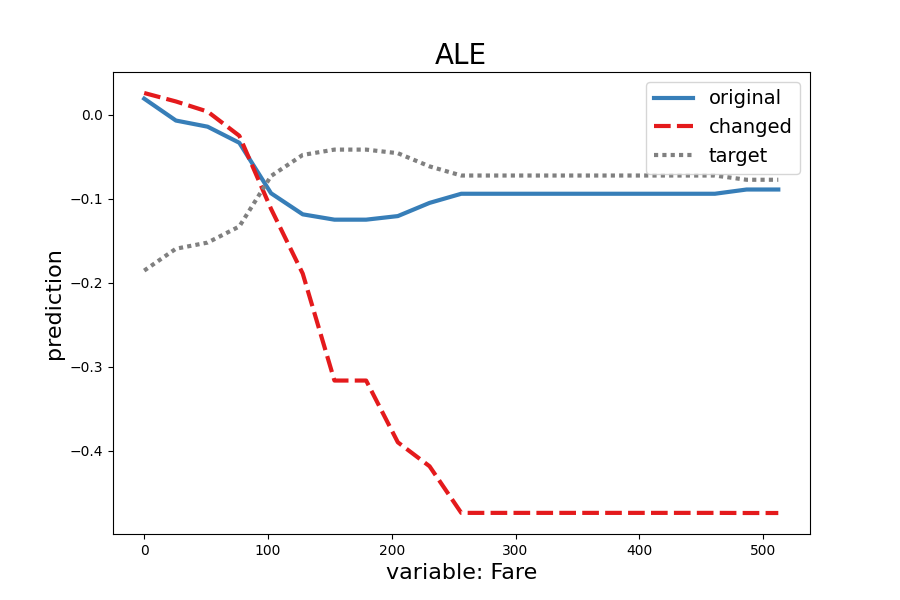 ALE
original
changed
target
prediction
0.0
−0.1
−0.2
−0.3
−0.4
0 100 200 300 400 500
variable: Fare